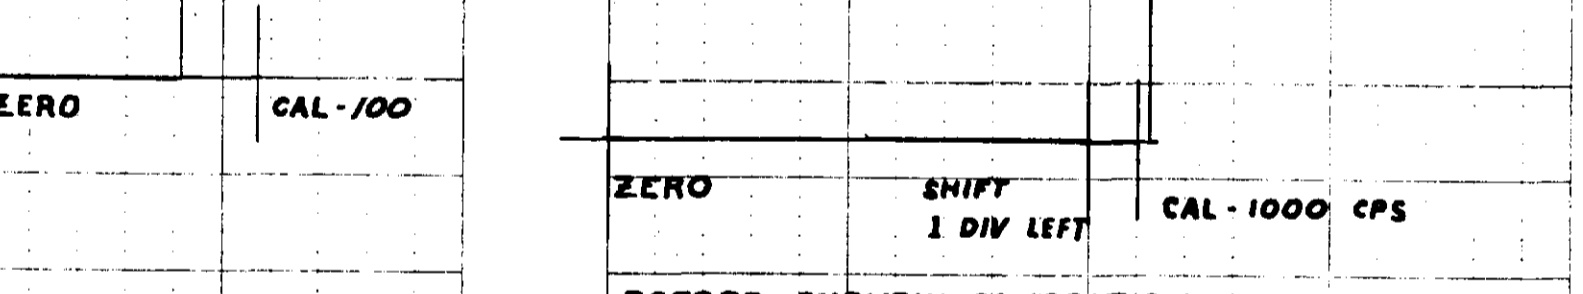 ZERO
CAL - 100
ZERO
SHIFT
1 DIV LEFT
CAL - 1000 CPS